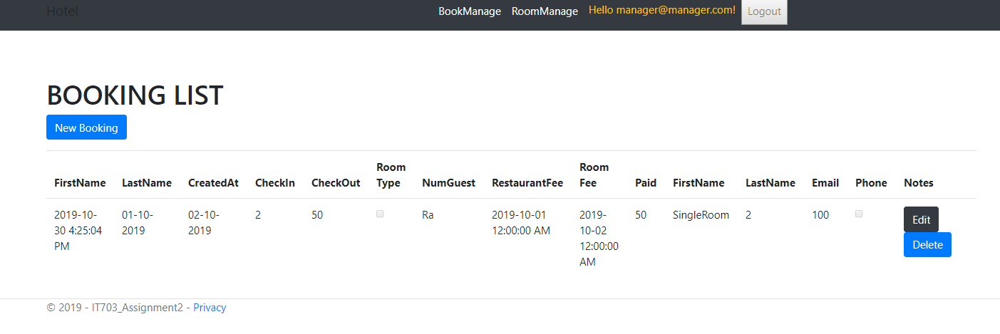 Hotel BookManage RoomManage Hello manager@manager.com! Logout
BOOKING LIST
New Booking
FirstName LastName CreatedAt CheckIn CheckOut Room Type NumGuest RestaurantFee Room Fee Paid FirstName LastName Email Phone Notes
2019-10-30 4:25:04 PM 01-10-2019 02-10-2019 2 50 Ra 2019-10-01 12:00:00 AM 2019-10-02 12:00:00 AM 50 SingleRoom 2 100 Edit
Delete
© 2019 - IT703_Assignment2 - Privacy